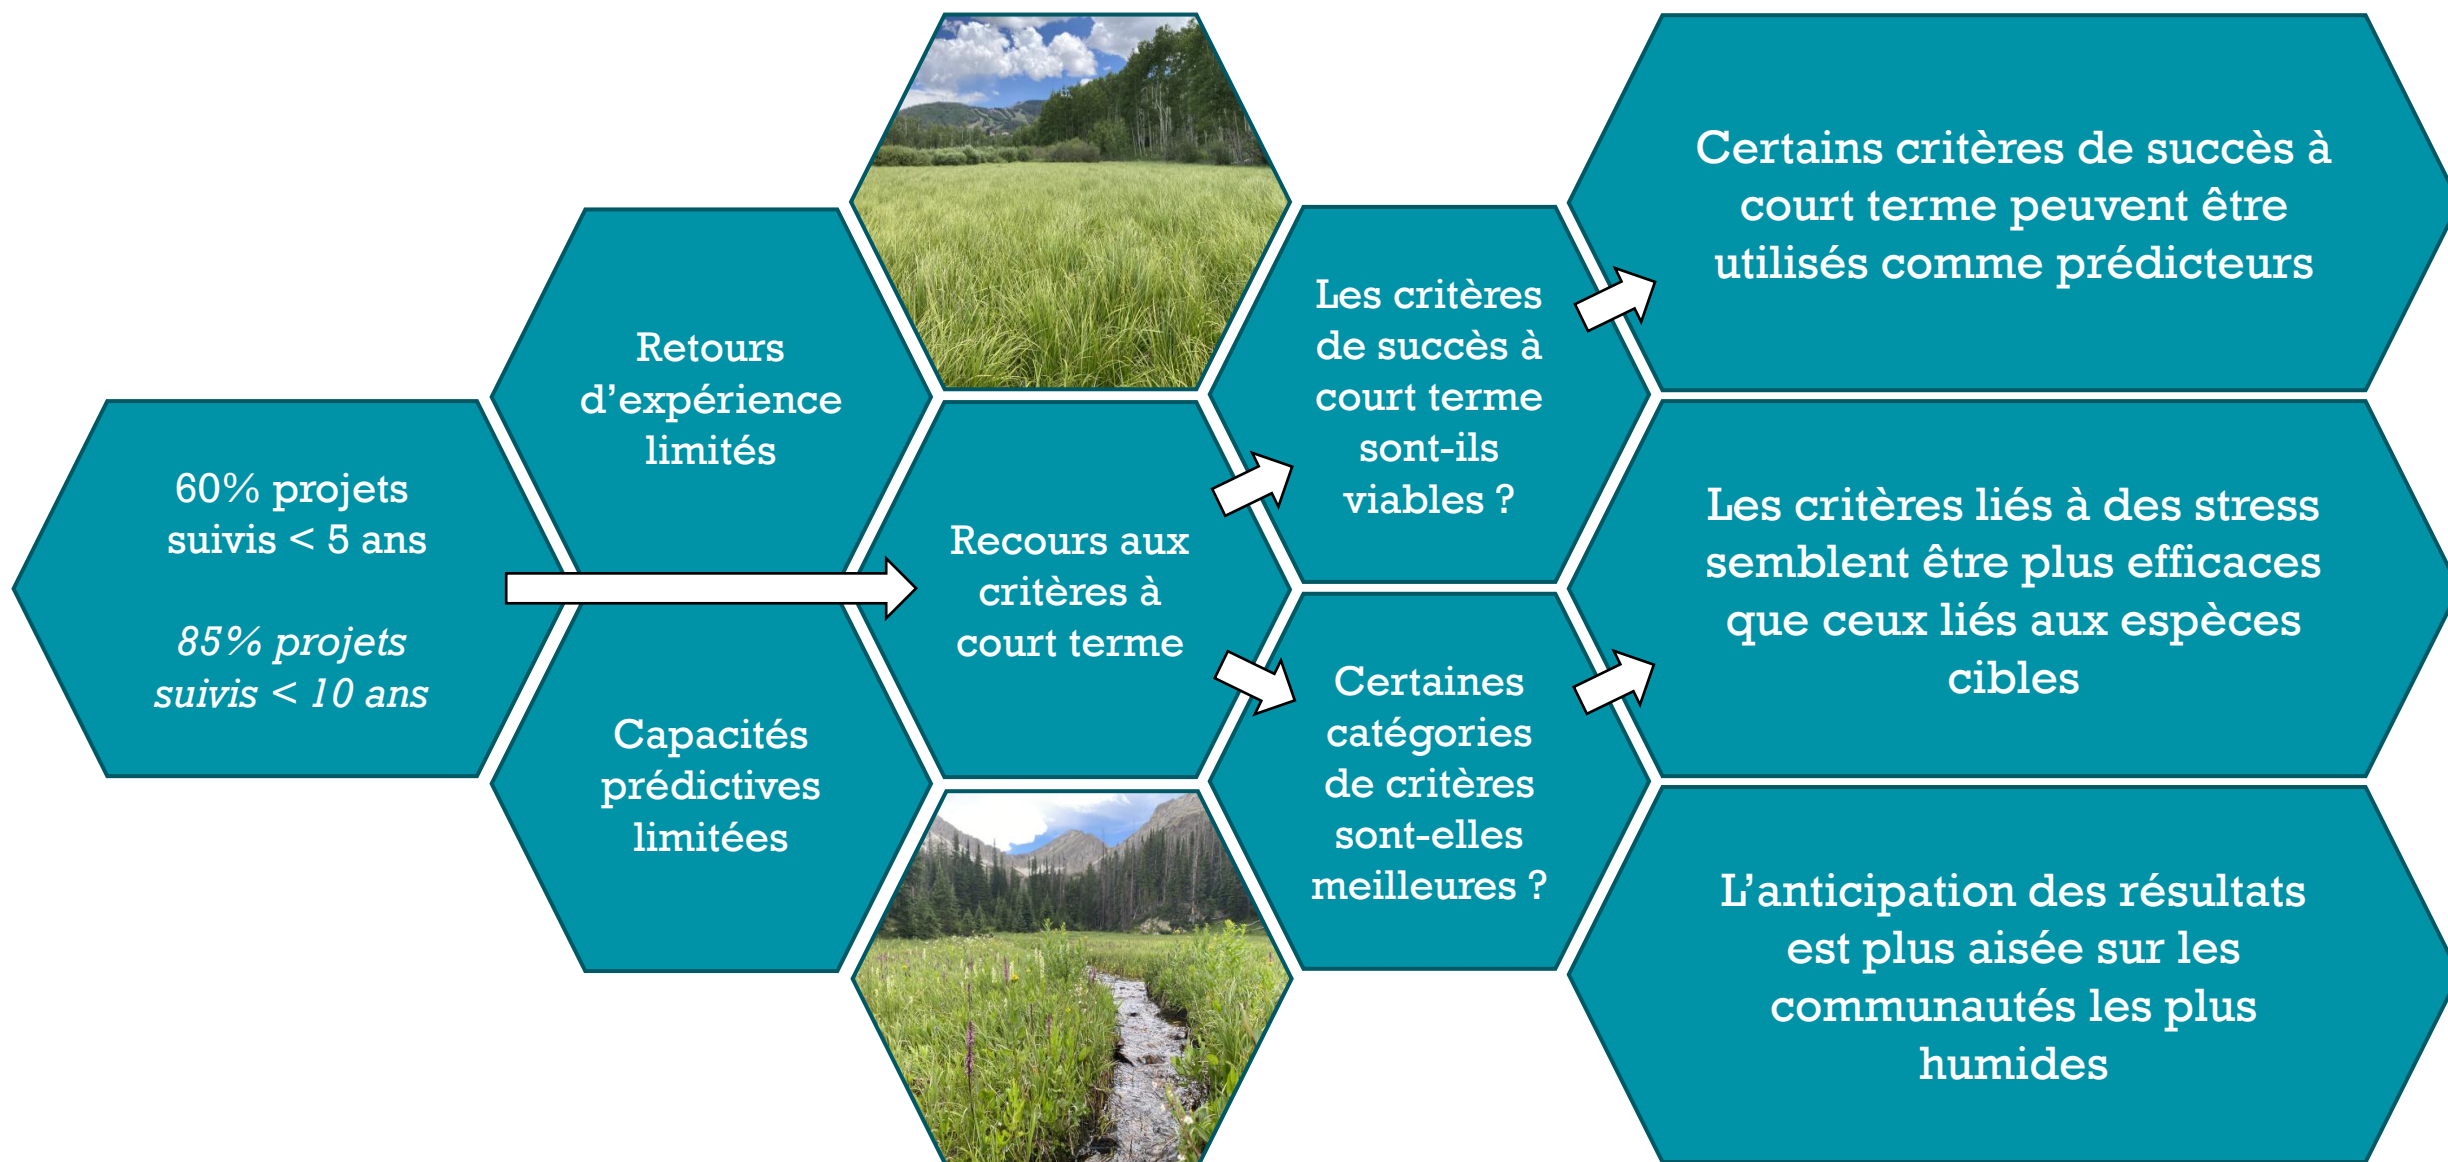 60% projets
suivis < 5 ans
85% projets
suivis < 10 ans
Retours
d’expérience
limités
Capacités
prédictives
limitées
Recours aux
critères à
court terme
Les critères
de succès à
court terme
sont-ils
viables ?
Certaines
catégories
de critères
sont-elles
meilleures ?
Certains critères de succès à
court terme peuvent être
utilisés comme prédicteurs
Les critères liés à des stress
semblent être plus efficaces
que ceux liés aux espèces
cibles
L’anticipation des résultats
est plus aisée sur les
communautés les plus
humides